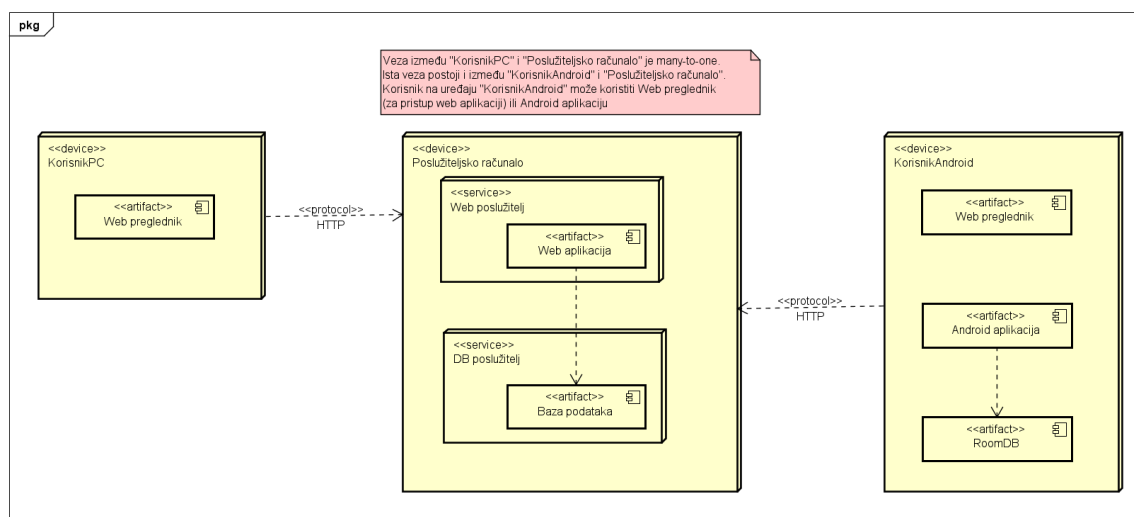 pkg
Veza između "KorisnikPC" i "Poslužiteljsko računalo" je many-to-one.
Ista veza postoji i između "KorisnikAndroid" i "Poslužiteljsko računalo".
Korisnik na uređaju "KorisnikAndroid" može koristiti Web preglednik
(za pristup web aplikaciji) ili Android aplikaciju
<<device>>
KorisnikPC
<<artifact>>
Web preglednik
<<protocol>>
HTTP
<<device>>
Poslužiteljsko računalo
<<service>>
Web poslužitelj
<<artifact>>
Web aplikacija
<<service>>
DB poslužitelj
<<artifact>>
Baza podataka
<<protocol>>
HTTP
<<device>>
KorisnikAndroid
<<artifact>>
Web preglednik
<<artifact>>
Android aplikacija
<<artifact>>
RoomDB